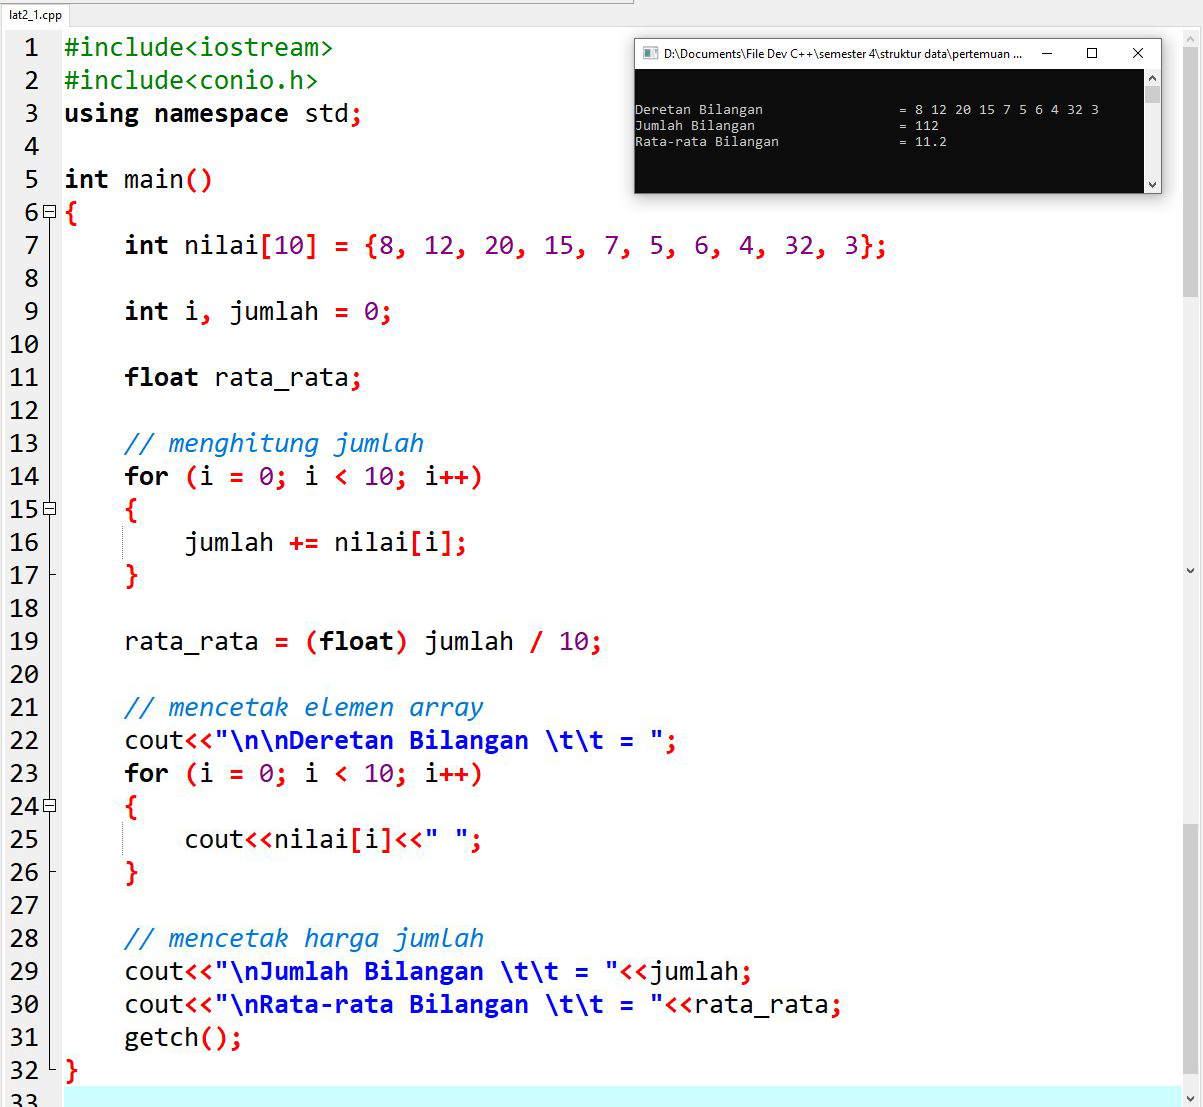 lat2_1.cpp
1 #include<iostream>
2 #include<conio.h>
3 using namespace std;
4
5 int main()
6 {
7     int nilai[10] = {8, 12, 20, 15, 7, 5, 6, 4, 32, 3};
8
9     int i, jumlah = 0;
10
11     float rata_rata;
12
13     // menghitung jumlah
14     for (i = 0; i < 10; i++)
15     {
16         jumlah += nilai[i];
17     }
18
19     rata_rata = (float) jumlah / 10;
20
21     // mencetak elemen array
22     cout<<"\n\nDeretan Bilangan \t\t = ";
23     for (i = 0; i < 10; i++)
24     {
25         cout<<nilai[i]<<" ";
26     }
27
28     // mencetak harga jumlah
29     cout<<"\nJumlah Bilangan \t\t = "<<jumlah;
30     cout<<"\nRata-rata Bilangan \t\t = "<<rata_rata;
31     getch();
32 }
33
D:\Documents\File Dev C++\semester 4\struktur data\pertemuan ...
Deretan Bilangan = 8 12 20 15 7 5 6 4 32 3
Jumlah Bilangan = 112
Rata-rata Bilangan = 11.2